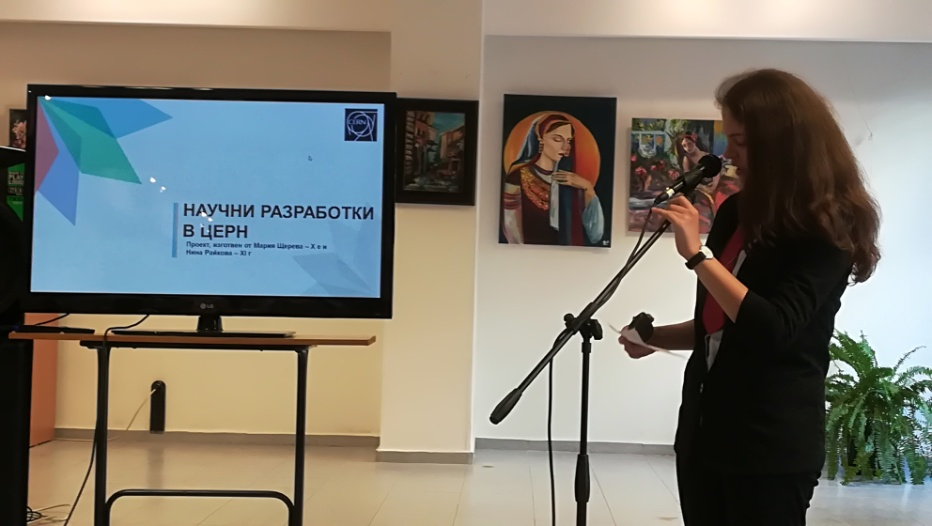 CERN
НАУЧНИ РАЗРАБОТКИ
В ЦЕРН
Проект, изготвен от Мария Щерева – X е и
Нина Райкова – XI г
LG